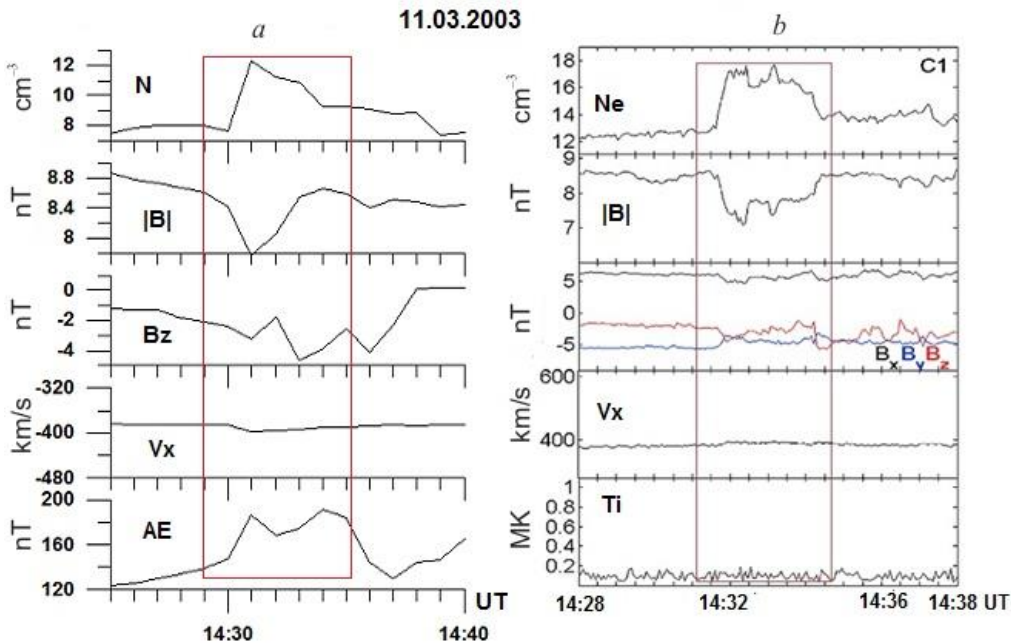 11.03.2003
a
12
10
8
cm⁻³
N
8.8
8.4
8
nT
|B|
0
-2
-4
nT
Bz
-320
-400
-480
km/s
Vx
200
160
120
nT
AE
14:30
14:40
UT
b
18
16
14
12
cm⁻³
Ne
C1
9
8
7
nT
|B|
5
0
-5
nT
Bx By Bz
600
400
km/s
Vx
1
0.8
0.6
0.4
0.2
MK
Ti
14:28
14:32
14:36
14:38 UT